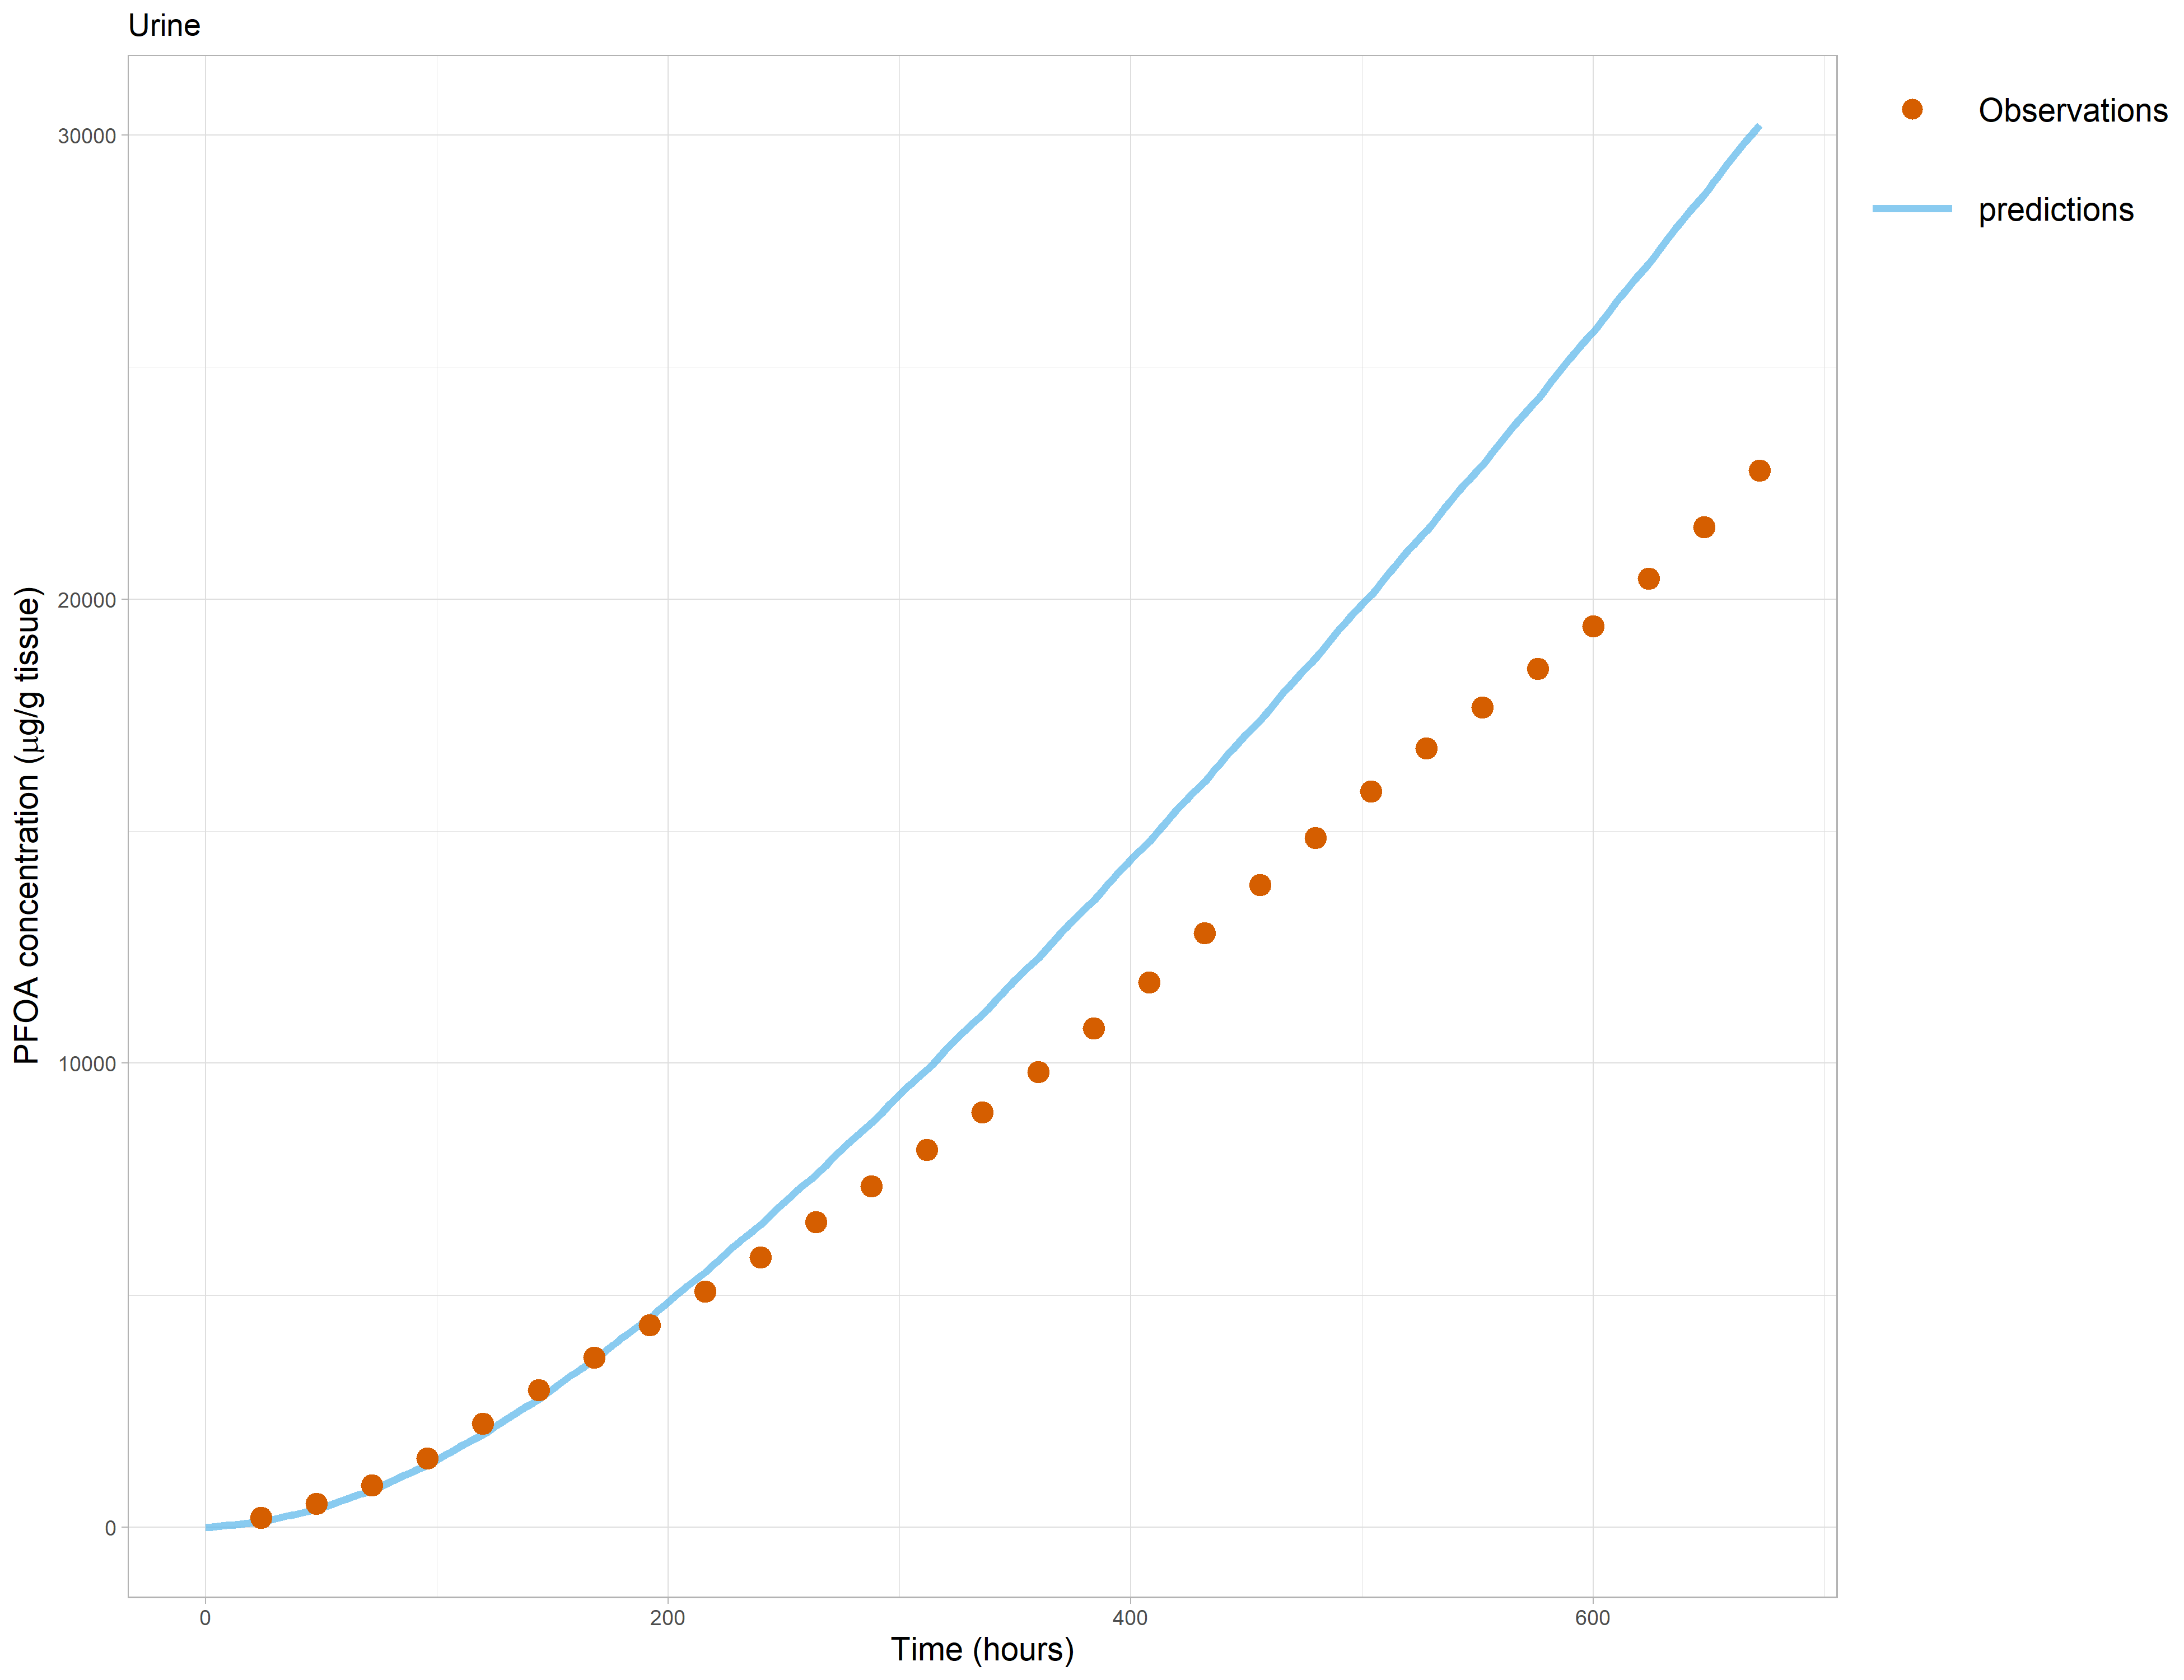 Urine
Observations
predictions
30000
20000
10000
0
PFOA concentration (μg/g tissue)
0 200 400 600
Time (hours)